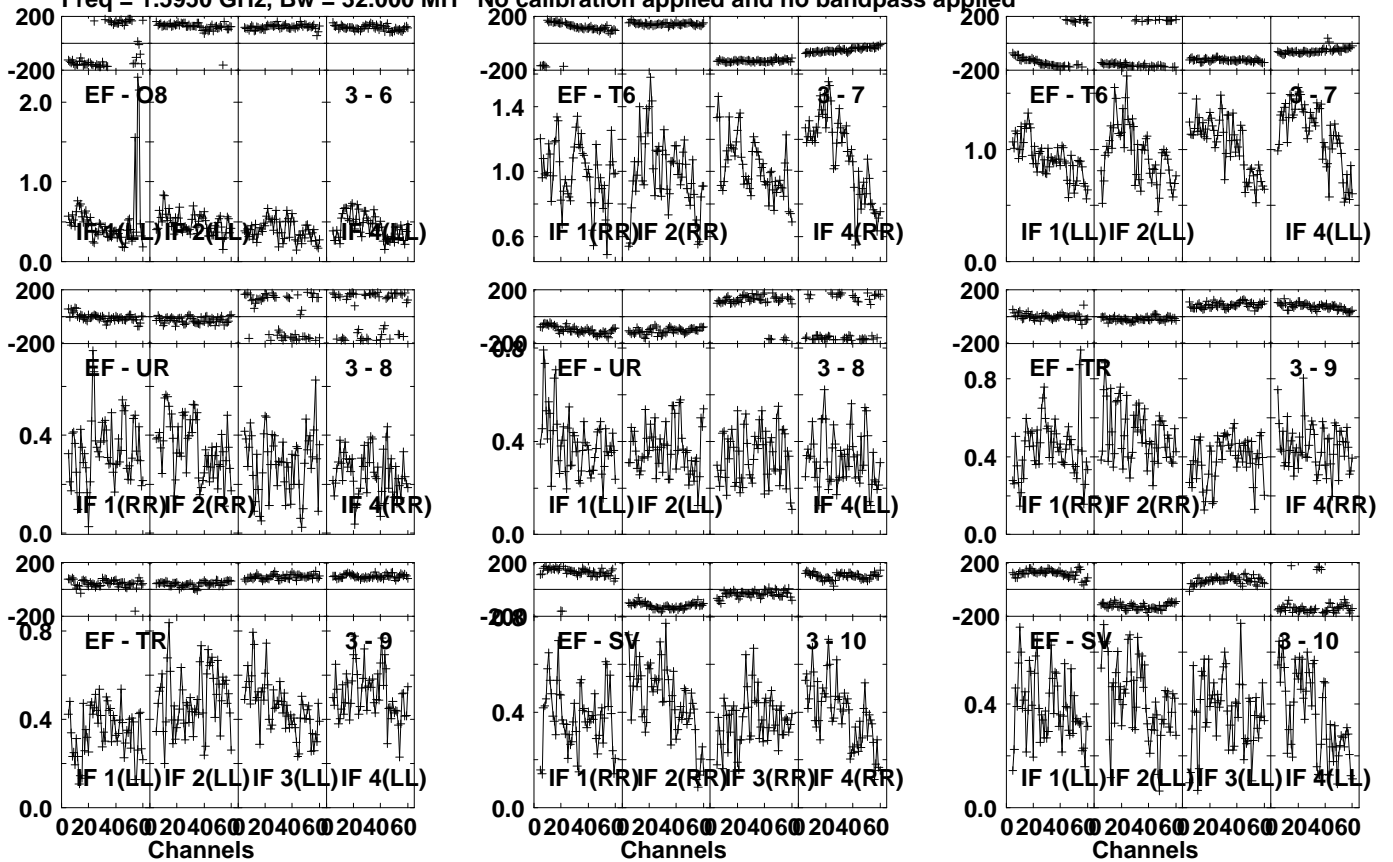 Freq = 1.5950 GHz, Bw = 32.000 MH No calibration applied and no bandpass applied
200
-200
EF - O8
3 - 6
2.0
1.0
0.0
IF 1(LL) IF 2(LL) IF 4(LL)
EF - T6
3 - 7
1.4
1.0
0.6
IF 1(RR) IF 2(RR) IF 4(RR)
200
-200
EF - T6
3 - 7
1.0
0.0
IF 1(LL) IF 2(LL) IF 4(LL)
200
-200
EF - UR
3 - 8
0.4
0.0
IF 1(RR) IF 2(RR) IF 4(RR)
200
-200
0.8
EF - UR
3 - 8
0.4
0.0
IF 1(LL) IF 2(LL) IF 4(LL)
200
-200
EF - TR
3 - 9
0.8
0.4
0.0
IF 1(RR) IF 2(RR) IF 4(RR)
200
-200
0.8
EF - TR
3 - 9
0.4
0.0
IF 1(LL) IF 2(LL) IF 3(LL) IF 4(LL)
0 20 40 60 0 20 40 60 0 20 40 60 0 20 40 60
Channels
200
-200
0.8
EF - SV
3 - 10
0.4
0.0
IF 1(RR) IF 2(RR) IF 3(RR) IF 4(RR)
0 20 40 60 0 20 40 60 0 20 40 60 0 20 40 60
Channels
200
-200
EF - SV
3 - 10
0.4
0.0
IF 1(LL) IF 2(LL) IF 3(LL) IF 4(LL)
0 20 40 60 0 20 40 60 0 20 40 60 0 20 40 60
Channels